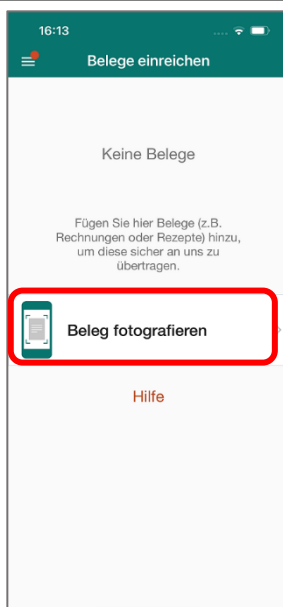 16:13
Belege einreichen
Keine Belege
Fügen Sie hier Belege (z.B.
Rechnungen oder Rezepte) hinzu,
um diese sicher an uns zu
übertragen.
Beleg fotografieren
Hilfe